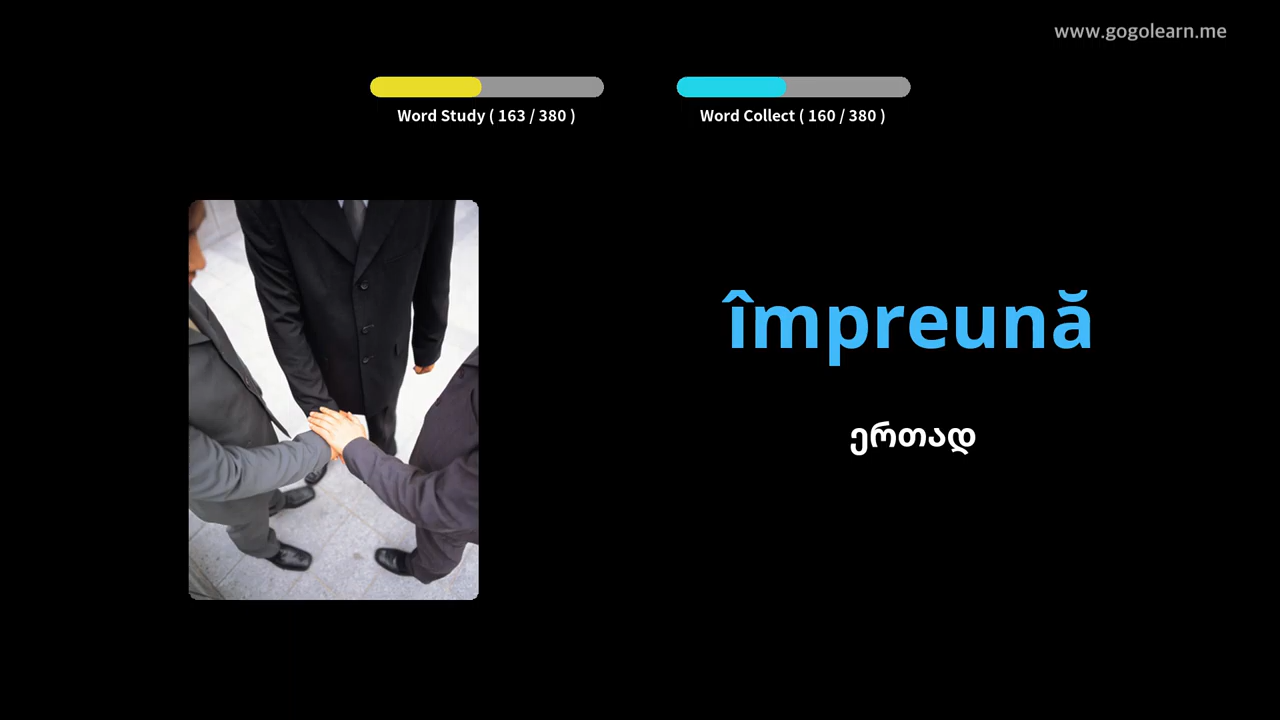 www.gogolearn.me
Word Study ( 163 / 380 )
Word Collect ( 160 / 380 )
împreună
ერთად